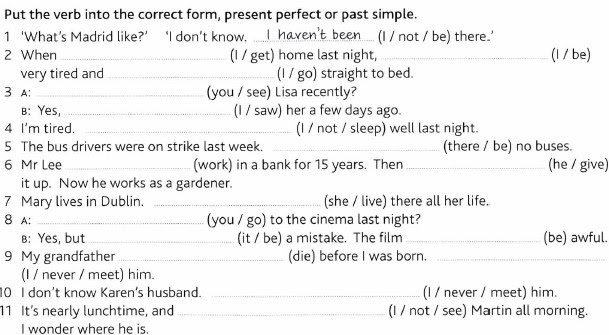 Put the verb into the correct form, present perfect or past simple.
1 ‘What’s Madrid like?’ ‘I don’t know. I haven’t been (I / not / be) there.’
2 When (I / get) home last night, (I / be)
very tired and (I / go) straight to bed.
3 A: (you / see) Lisa recently?
B: Yes, (I / saw) her a few days ago.
4 I’m tired. (I / not / sleep) well last night.
5 The bus drivers were on strike last week. (there / be) no buses.
6 Mr Lee (work) in a bank for 15 years. Then (he / give)
it up. Now he works as a gardener.
7 Mary lives in Dublin. (she / live) there all her life.
8 A: (you / go) to the cinema last night?
B: Yes, but (it / be) a mistake. The film (be) awful.
9 My grandfather (die) before I was born.
(I / never / meet) him.
10 I don’t know Karen’s husband. (I / never / meet) him.
11 It’s nearly lunchtime, and (I / not / see) Martin all morning.
I wonder where he is.